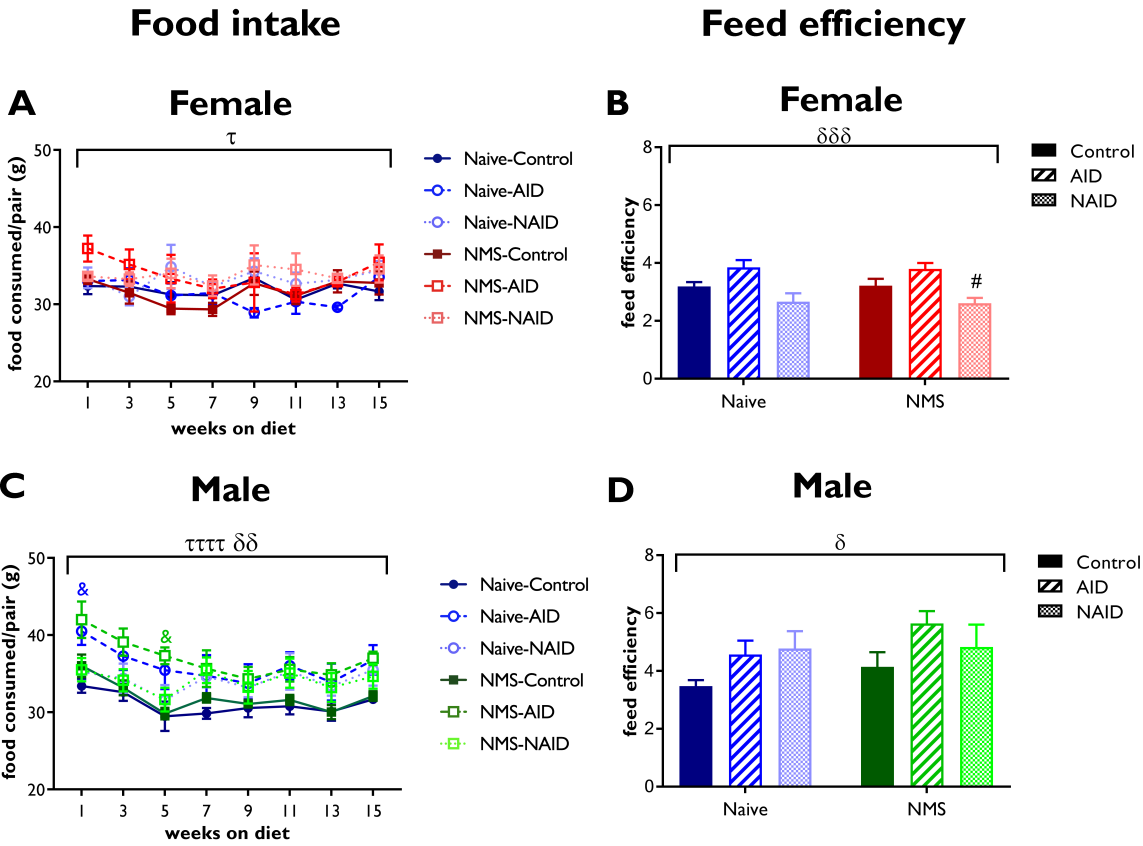 Food intake
Feed efficiency
A
Female
τ
food consumed/pair (g)
50
40
30
20
1 3 5 7 9 11 13 15
weeks on diet
Naive-Control
Naive-AID
Naive-NAID
NMS-Control
NMS-AID
NMS-NAID
B
Female
δδδ
feed efficiency
8
6
4
2
0
#
Naive NMS
Control
AID
NAID
C
Male
ττττ δδ
food consumed/pair (g)
50
40
30
20
&
&
1 3 5 7 9 11 13 15
weeks on diet
Naive-Control
Naive-AID
Naive-NAID
NMS-Control
NMS-AID
NMS-NAID
D
Male
δ
feed efficiency
8
6
4
2
0
Naive NMS
Control
AID
NAID